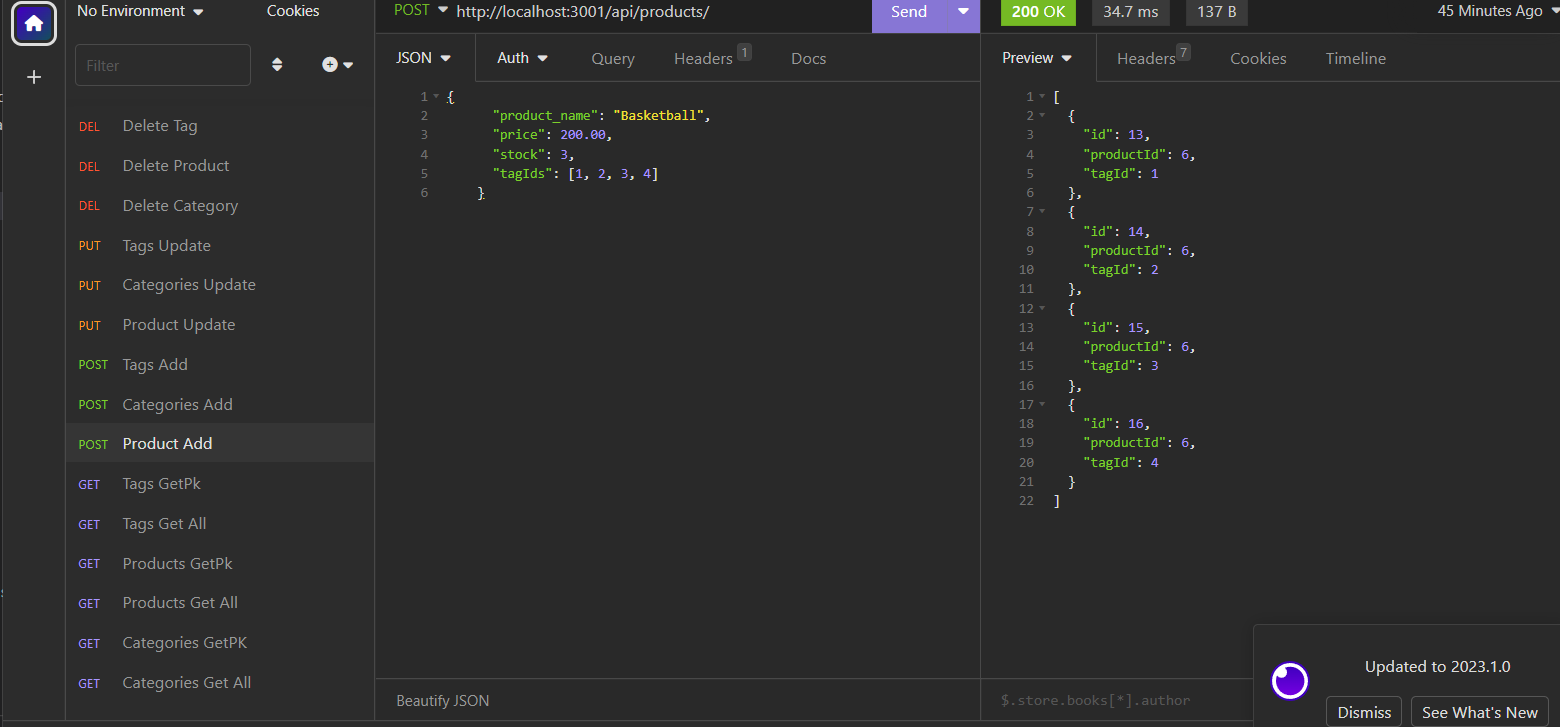 No Environment
Cookies
Filter
DEL Delete Tag
DEL Delete Product
DEL Delete Category
PUT Tags Update
PUT Categories Update
PUT Product Update
POST Tags Add
POST Categories Add
POST Product Add
GET Tags GetPk
GET Tags Get All
GET Products GetPk
GET Products Get All
GET Categories GetPK
GET Categories Get All
POST http://localhost:3001/api/products/
Send
JSON Auth Query Headers 1 Docs
1 {
2 "product_name": "Basketball",
3 "price": 200.00,
4 "stock": 3,
5 "tagIds": [1, 2, 3, 4]
6 }
Beautify JSON
200 OK 34.7 ms 137 B 45 Minutes Ago
Preview Headers 7 Cookies Timeline
1 [
2 {
3 "id": 13,
4 "productId": 6,
5 "tagId": 1
6 },
7 {
8 "id": 14,
9 "productId": 6,
10 "tagId": 2
11 },
12 {
13 "id": 15,
14 "productId": 6,
15 "tagId": 3
16 },
17 {
18 "id": 16,
19 "productId": 6,
20 "tagId": 4
21 }
22 ]
$.store.books[*].author
Updated to 2023.1.0
Dismiss
See What's New